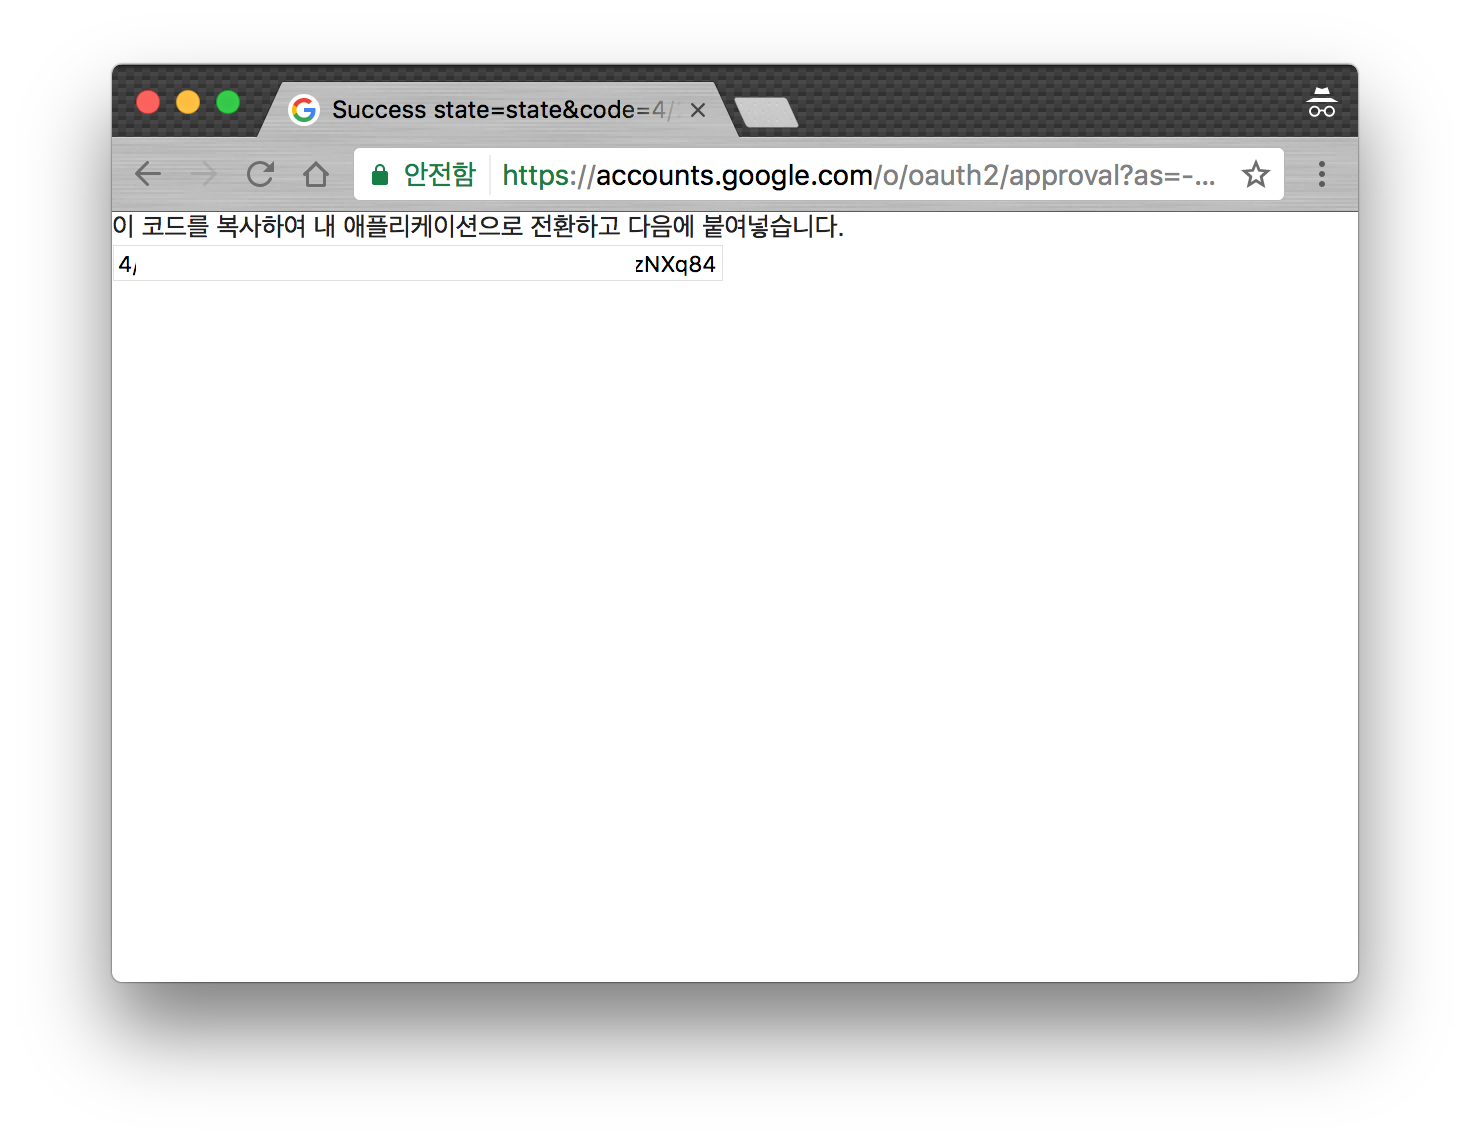 Success state=state&code=4/
안전함 https://accounts.google.com/o/oauth2/approval?as=-...
이 코드를 복사하여 내 애플리케이션으로 전환하고 다음에 붙여넣습니다.
4/ zNXq84